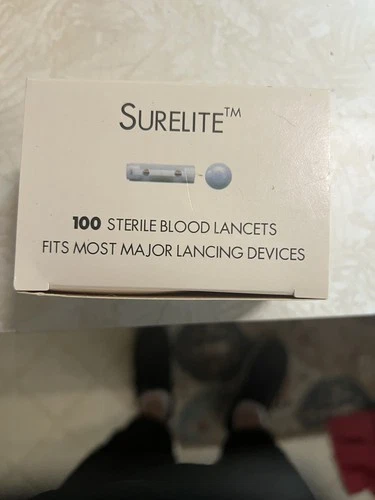 SURELITE™
100 STERILE BLOOD LANCETS
FITS MOST MAJOR LANCING DEVICES